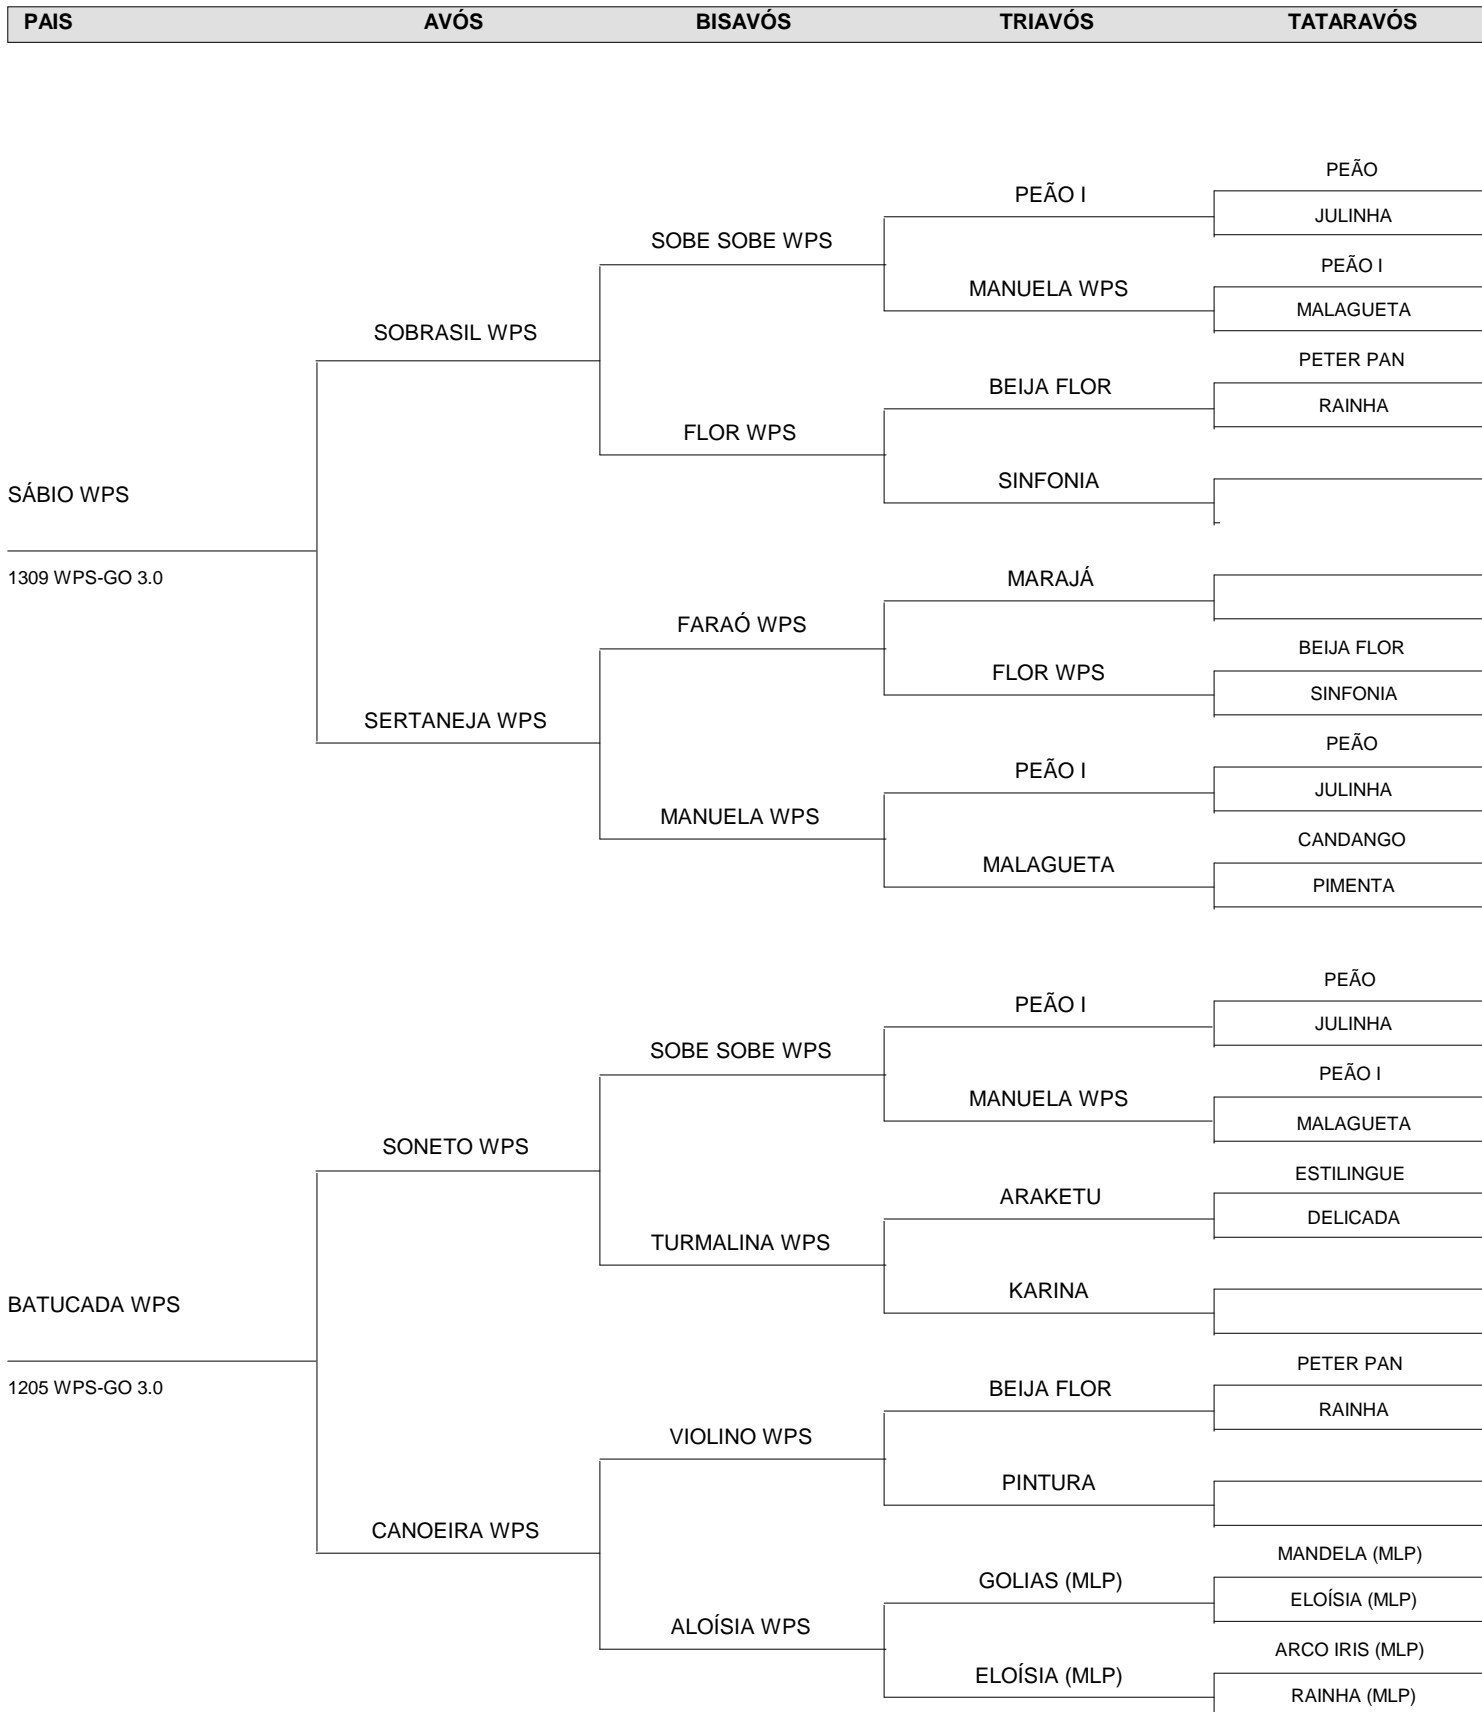 PAIS AVÓS BISAVÓS TRIAVÓS TATARAVÓS
PEÃO
PEÃO I
JULINHA
SOBE SOBE WPS
PEÃO I
MANUELA WPS
MALAGUETA
SOBRASIL WPS
PETER PAN
BEIJA FLOR
RAINHA
FLOR WPS
SINFONIA
SÁBIO WPS
1309 WPS-GO 3.0
MARAJÁ
FARAÓ WPS
BEIJA FLOR
FLOR WPS
SINFONIA
SERTANEJA WPS
PEÃO
PEÃO I
JULINHA
MANUELA WPS
CANDANGO
MALAGUETA
PIMENTA
PEÃO
PEÃO I
JULINHA
SOBE SOBE WPS
PEÃO I
MANUELA WPS
MALAGUETA
SONETO WPS
ESTILINGUE
ARAKETU
DELICADA
TURMALINA WPS
KARINA
BATUCADA WPS
1205 WPS-GO 3.0
PETER PAN
BEIJA FLOR
RAINHA
VIOLINO WPS
PINTURA
CANOEIRA WPS
MANDELA (MLP)
GOLIAS (MLP)
ELOÍSIA (MLP)
ALOÍSIA WPS
ARCO IRIS (MLP)
ELOÍSIA (MLP)
RAINHA (MLP)